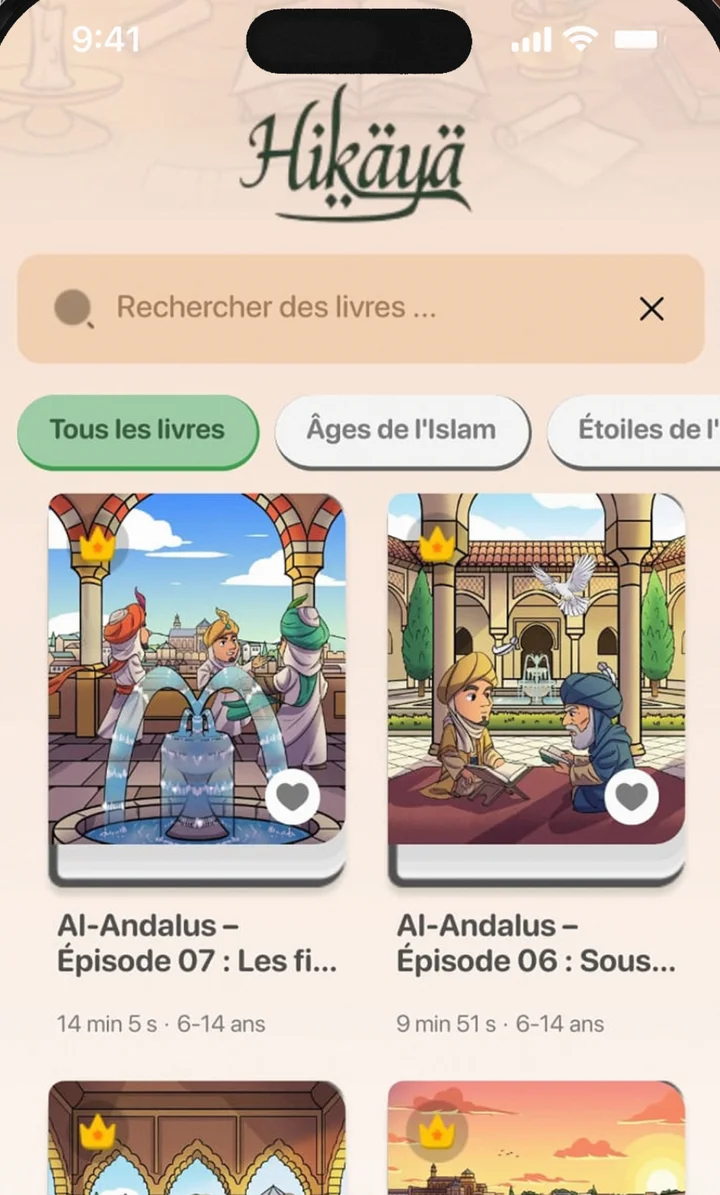 9:41
Hikäyä
Rechercher des livres ...
Tous les livres
Âges de l'Islam
Étoiles de l'
Al-Andalus –
Épisode 07 : Les fi...
14 min 5 s · 6-14 ans
Al-Andalus –
Épisode 06 : Sous...
9 min 51 s · 6-14 ans